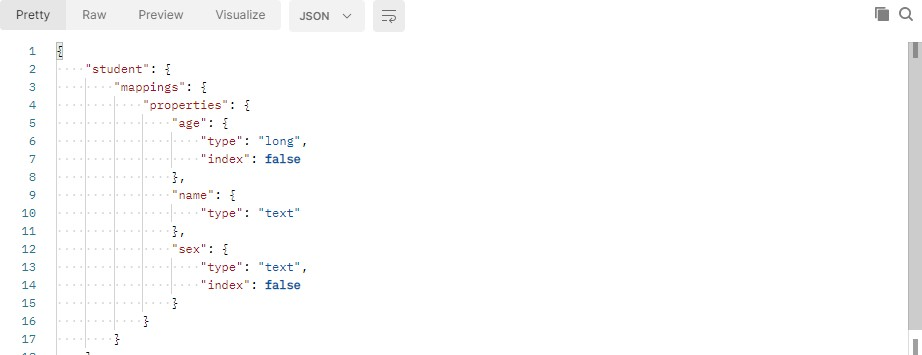 Pretty Raw Preview Visualize JSON
1 {
2 "student": {
3 "mappings": {
4 "properties": {
5 "age": {
6 "type": "long",
7 "index": false
8 },
9 "name": {
10 "type": "text"
11 },
12 "sex": {
13 "type": "text",
14 "index": false
15 }
16 }
17 }